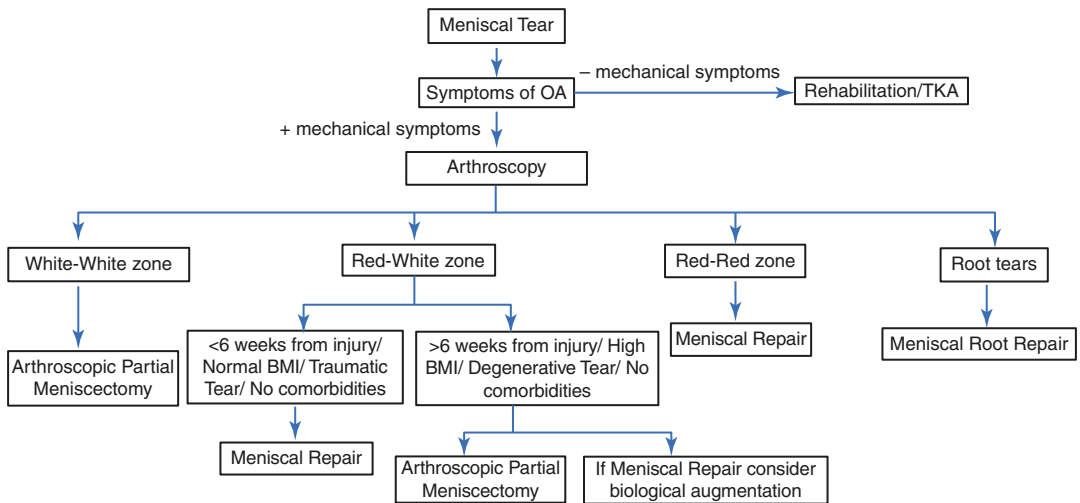 Meniscal Tear
– mechanical symptoms
Symptoms of OA
Rehabilitation/TKA
+ mechanical symptoms
Arthroscopy
White-White zone
Red-White zone
Red-Red zone
Root tears
Arthroscopic Partial
Meniscectomy
<6 weeks from injury/
Normal BMI/ Traumatic
Tear/ No comorbidities
>6 weeks from injury/ High
BMI/ Degenerative Tear/ No
comorbidities
Meniscal Repair
Meniscal Root Repair
Meniscal Repair
Arthroscopic Partial
Meniscectomy
If Meniscal Repair consider
biological augmentation